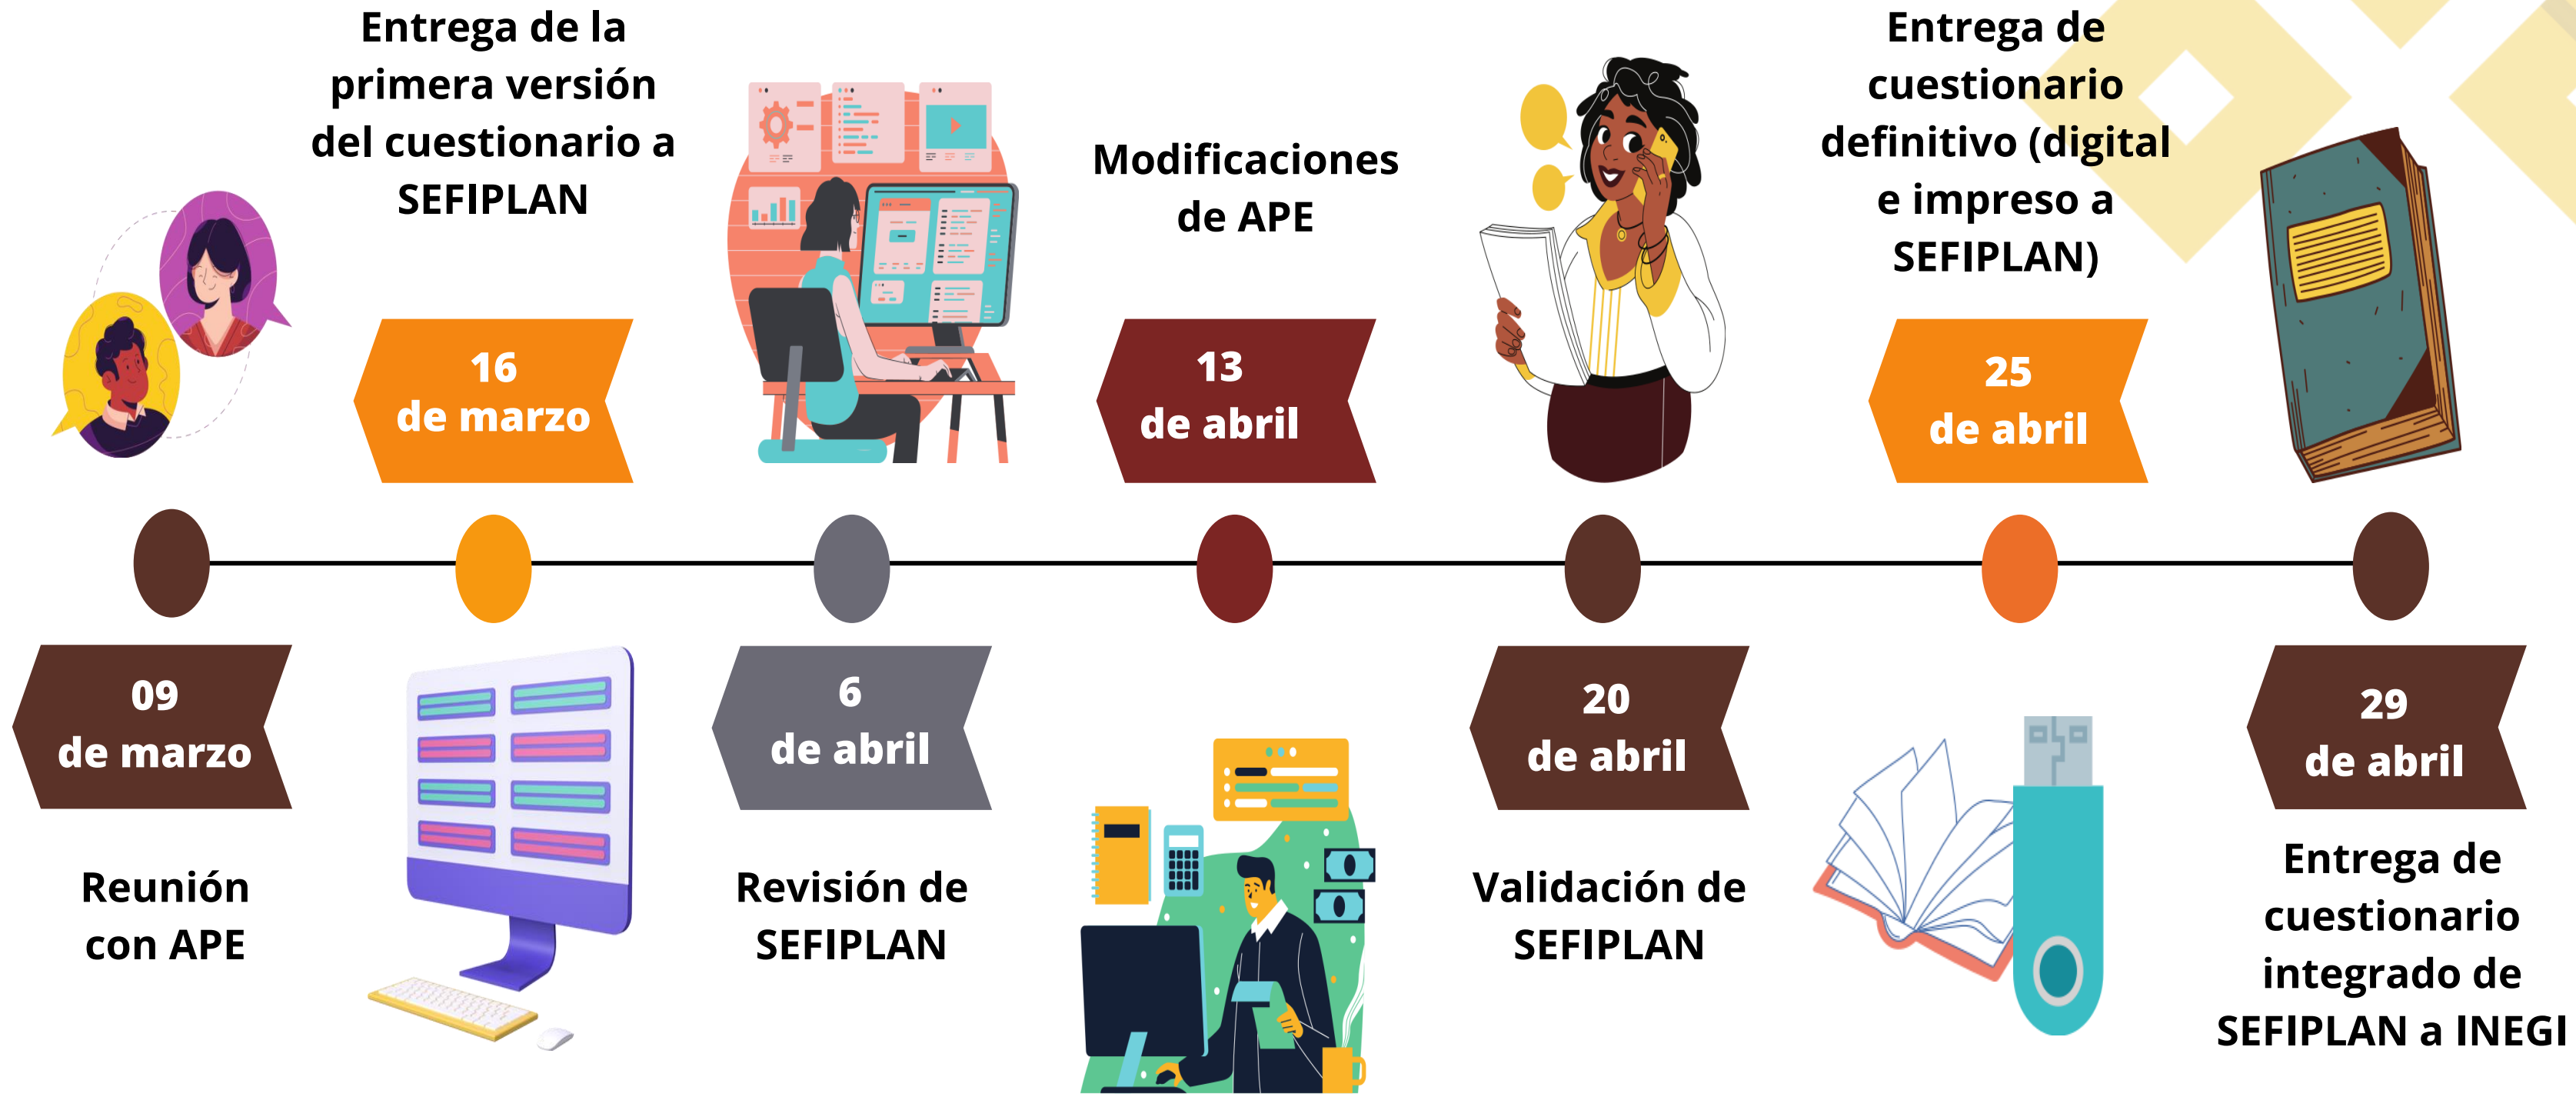 09
de marzo
Reunión
con APE
Entrega de la
primera versión
del cuestionario a
SEFIPLAN
16
de marzo
6
de abril
Revisión de
SEFIPLAN
Modificaciones
de APE
13
de abril
20
de abril
Validación de
SEFIPLAN
Entrega de
cuestionario
definitivo (digital
e impreso a
SEFIPLAN)
25
de abril
29
de abril
Entrega de
cuestionario
integrado de
SEFIPLAN a INEGI